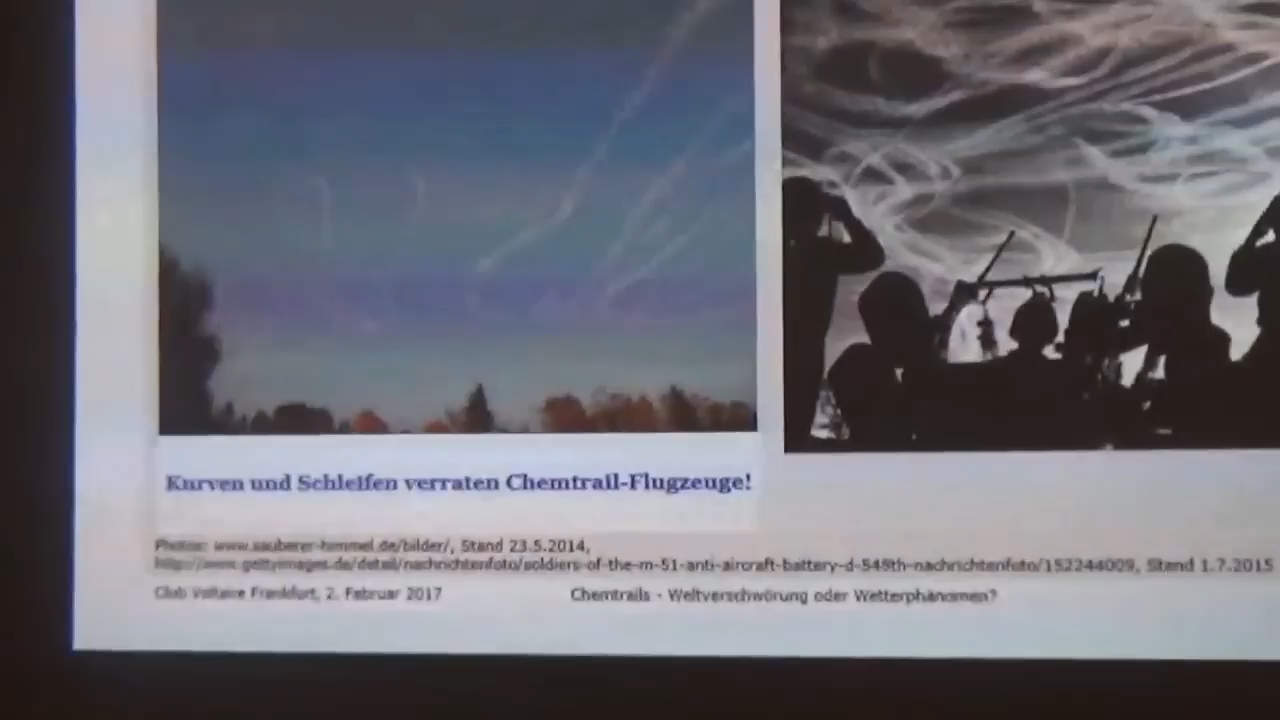 Kurven und Schleifen verraten Chemtrail-Flugzeuge!
Photos: www.sauberer-himmel.de/bilder/, Stand 23.5.2014,
http://www.gettyimages.de/detail/nachrichtenfoto/soldiers-of-the-m-51-anti-aircraft-battery-d-548th-nachrichtenfoto/152244009, Stand 1.7.2015
Club Voltaire Frankfurt, 2. Februar 2017
Chemtrails - Weltverschwörung oder Wetterphänomen?